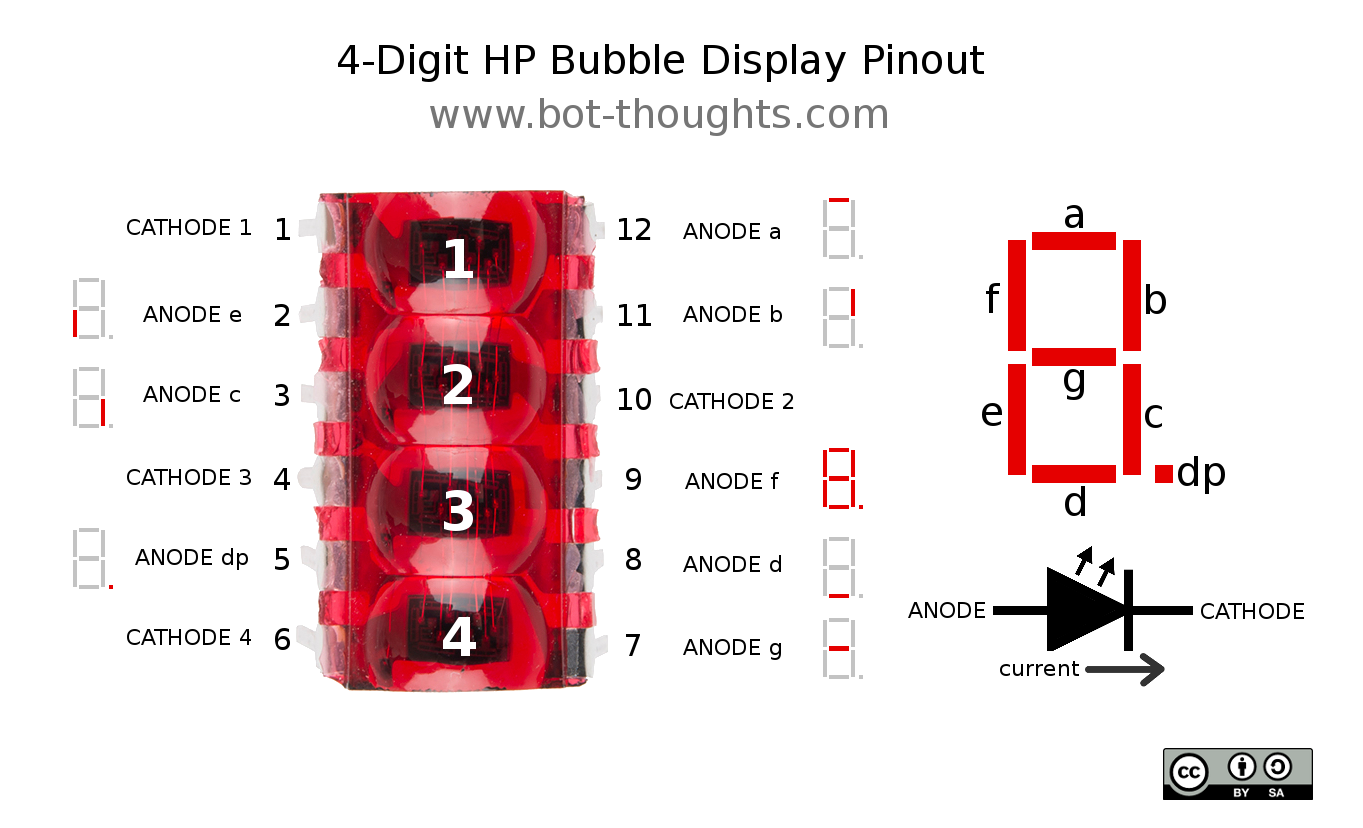 4-Digit HP Bubble Display Pinout
www.bot-thoughts.com
CATHODE 1 1
ANODE e 2
ANODE c 3
CATHODE 3 4
ANODE dp 5
CATHODE 4 6
1
2
3
4
12 ANODE a
11 ANODE b
10 CATHODE 2
9 ANODE f
8 ANODE d
7 ANODE g
a
f b
g
e c
dp
d
ANODE CATHODE
current
cc
BY SA